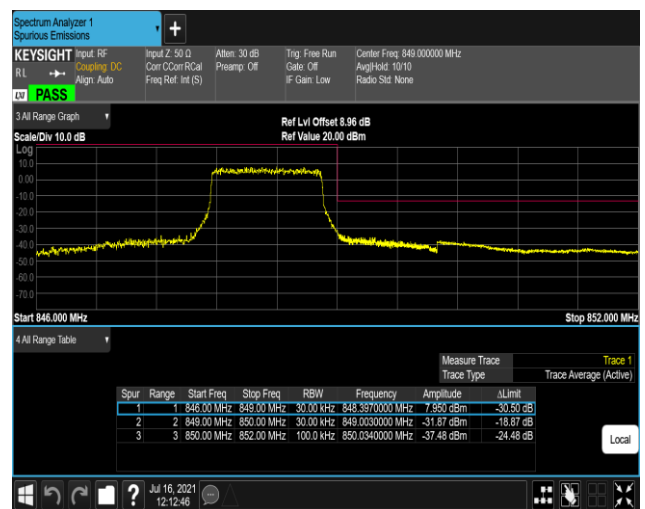 Spectrum Analyzer 1
Spurious Emissions
+
KEYSIGHT Input: RF Input Z: 50 Ω Atten: 30 dB Trig: Free Run Center Freq: 849.000000 MHz
RL Coupling: DC Corr CCorr RCal Preamp: Off Gate: Off Avg|Hold: 10/10
Align: Auto Freq Ref: Int (S) IF Gain: Low Radio Std: None
LXI PASS
3 All Range Graph
Ref Lvl Offset 8.96 dB
Scale/Div 10.0 dB Ref Value 20.00 dBm
Log
10.0
0.00
-10.0
-20.0
-30.0
-40.0
-50.0
-60.0
-70.0
Start 846.000 MHz Stop 852.000 MHz
4 All Range Table
Measure Trace Trace 1
Trace Type Trace Average (Active)
Spur Range Start Freq Stop Freq RBW Frequency Amplitude ΔLimit
1 1 846.00 MHz 849.00 MHz 30.00 kHz 848.3970000 MHz 7.950 dBm -30.50 dB
2 2 849.00 MHz 850.00 MHz 30.00 kHz 849.0030000 MHz -31.87 dBm -18.87 dB
3 3 850.00 MHz 852.00 MHz 100.0 kHz 850.0340000 MHz -37.48 dBm -24.48 dB
Local
? Jul 16, 2021
12:12:46